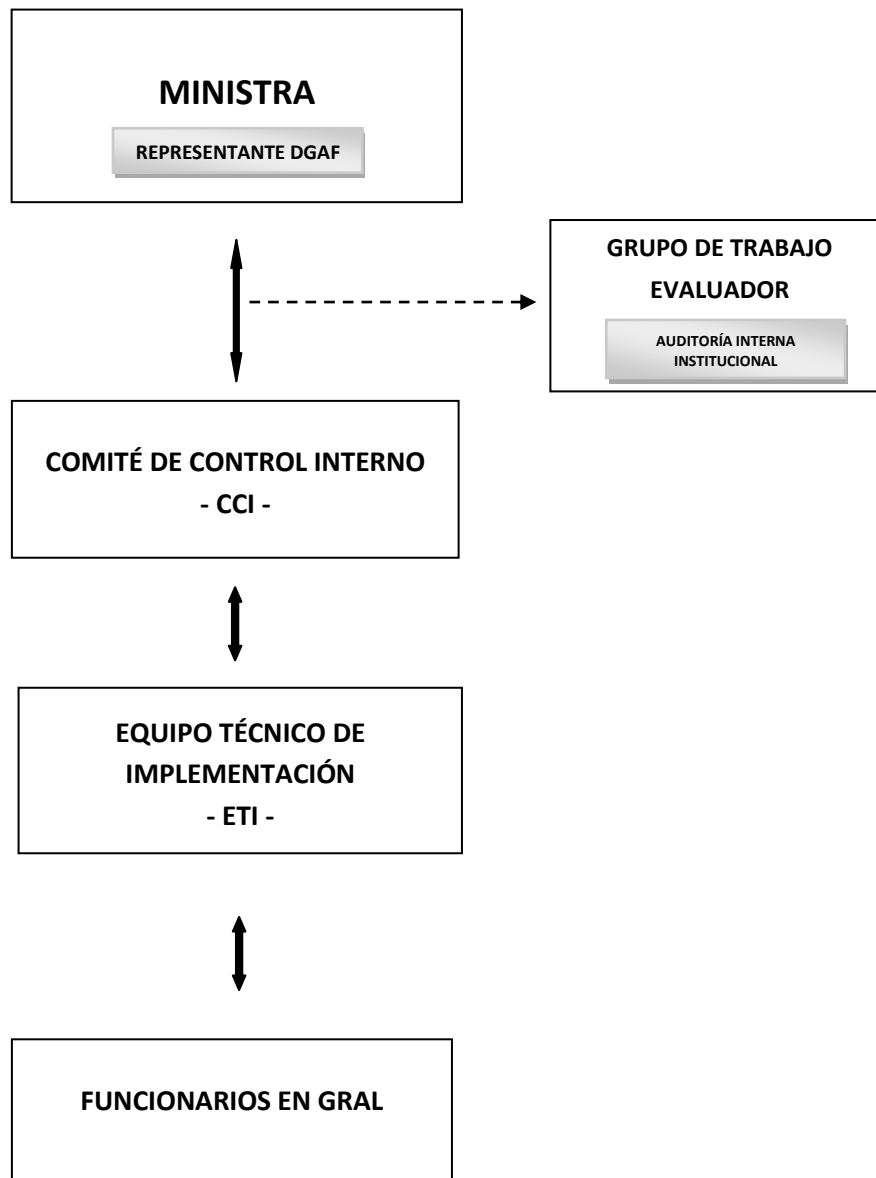 MINISTRA
REPRESENTANTE DGAF
GRUPO DE TRABAJO
EVALUADOR
AUDITORÍA INTERNA
INSTITUCIONAL
COMITÉ DE CONTROL INTERNO
- CCI -
EQUIPO TÉCNICO DE
IMPLEMENTACIÓN
- ETI -
FUNCIONARIOS EN GRAL